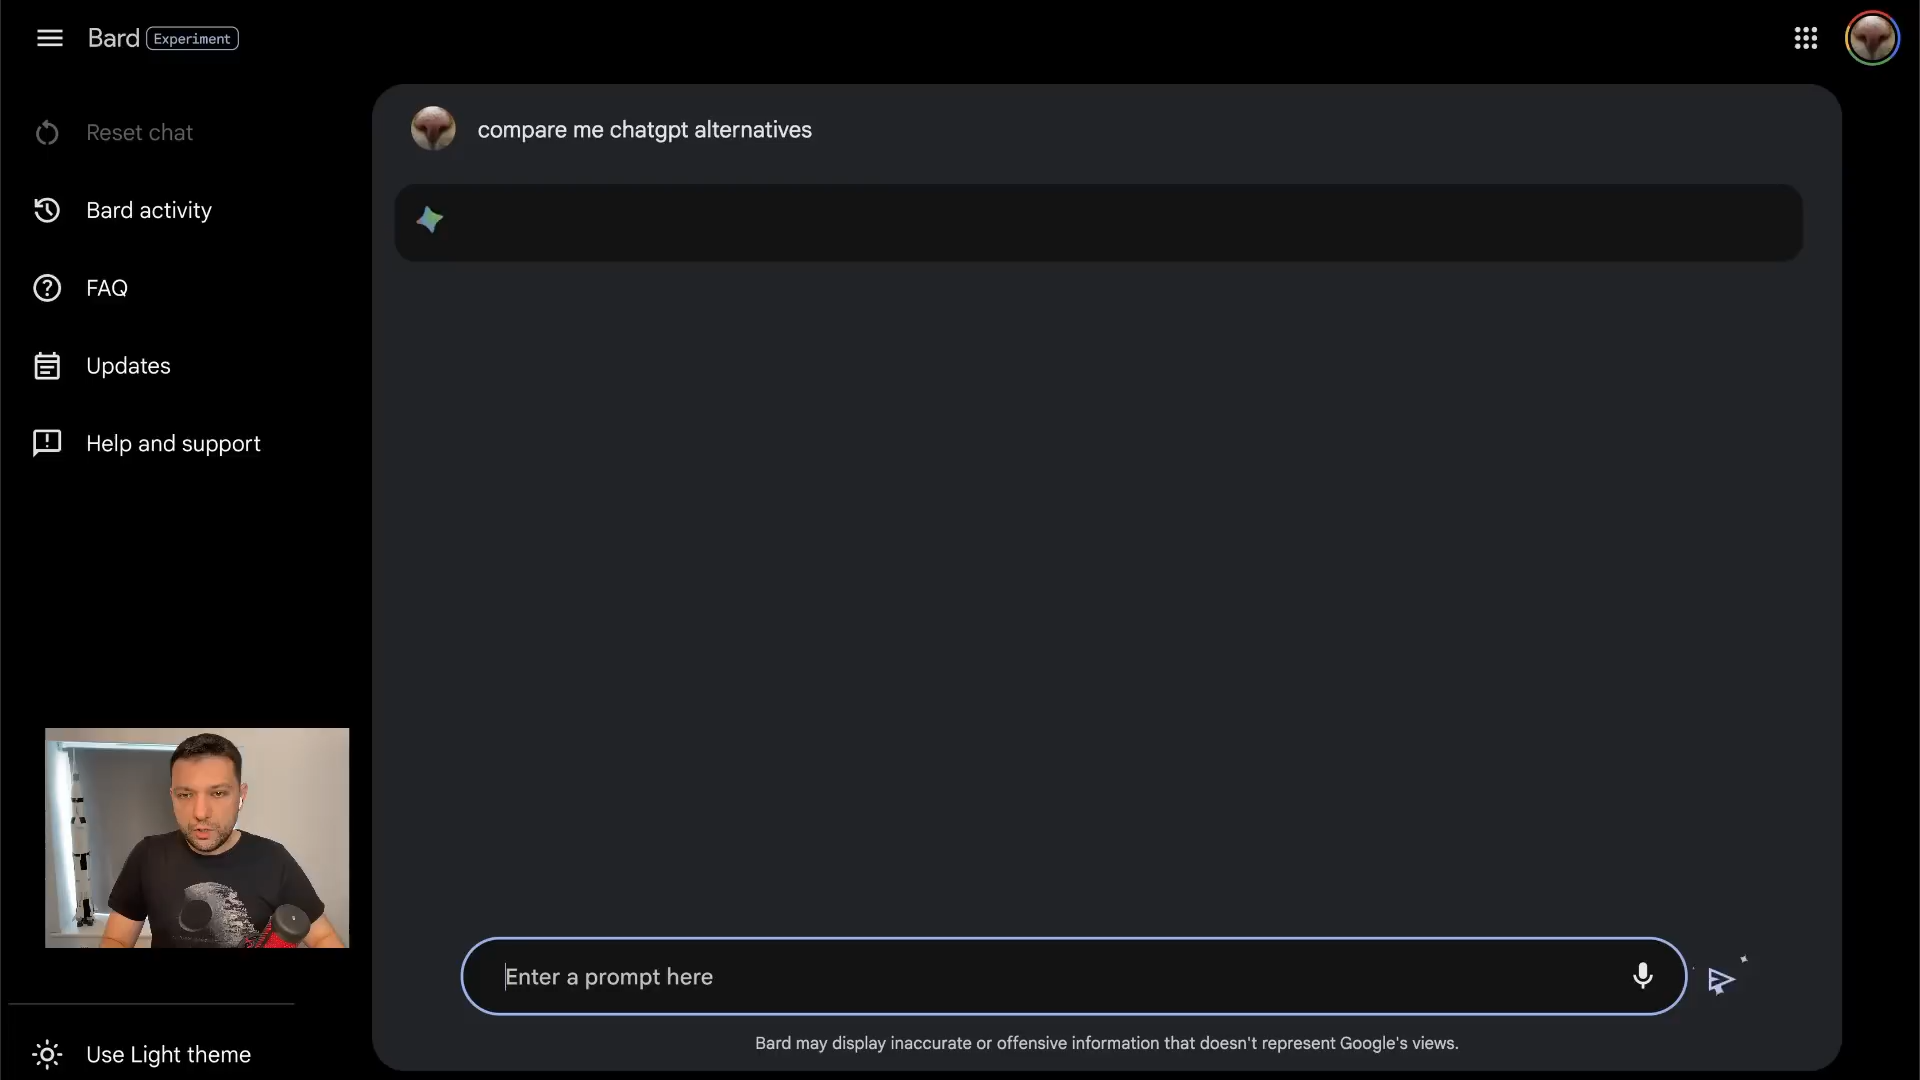 Bard Experiment
Reset chat
Bard activity
FAQ
Updates
Help and support
compare me chatgpt alternatives
Enter a prompt here
Bard may display inaccurate or offensive information that doesn't represent Google's views.
Use Light theme